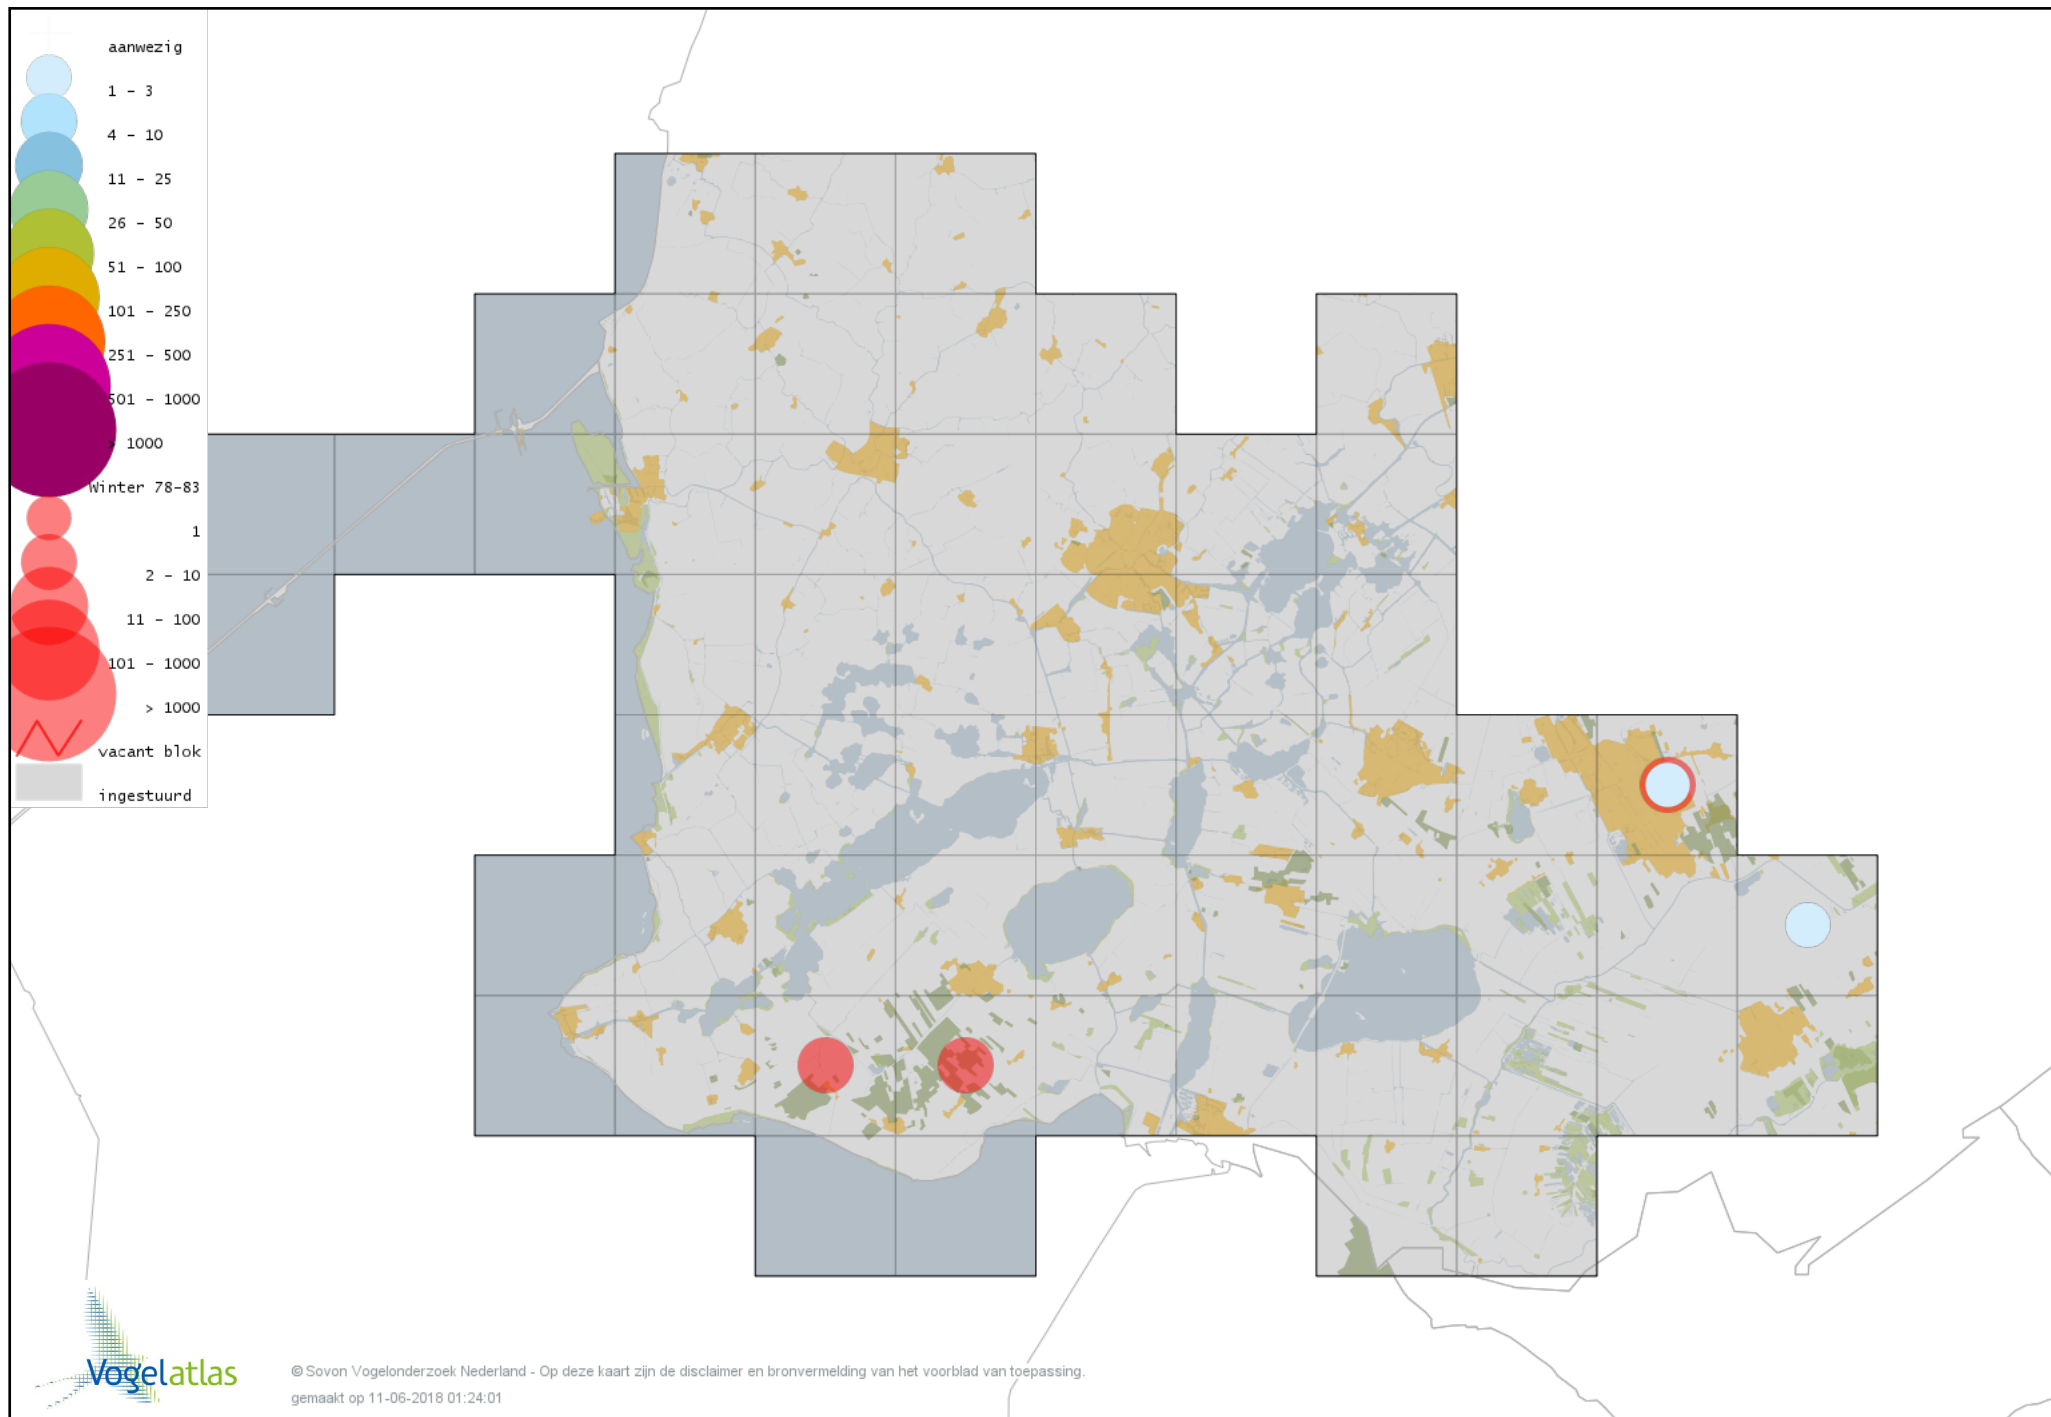 aanwezig
1 - 3
4 - 10
11 - 25
26 - 50
51 - 100
101 - 250
251 - 500
501 - 1000
> 1000
Winter 78-83
1
2 - 10
11 - 100
101 - 1000
> 1000
vacant blok
ingestuurd
Vogelatlas
© Sovon Vogelonderzoek Nederland - Op deze kaart zijn de disclaimer en bronvermelding van het voorblad van toepassing.
gemaakt op 11-06-2018 01:24:01